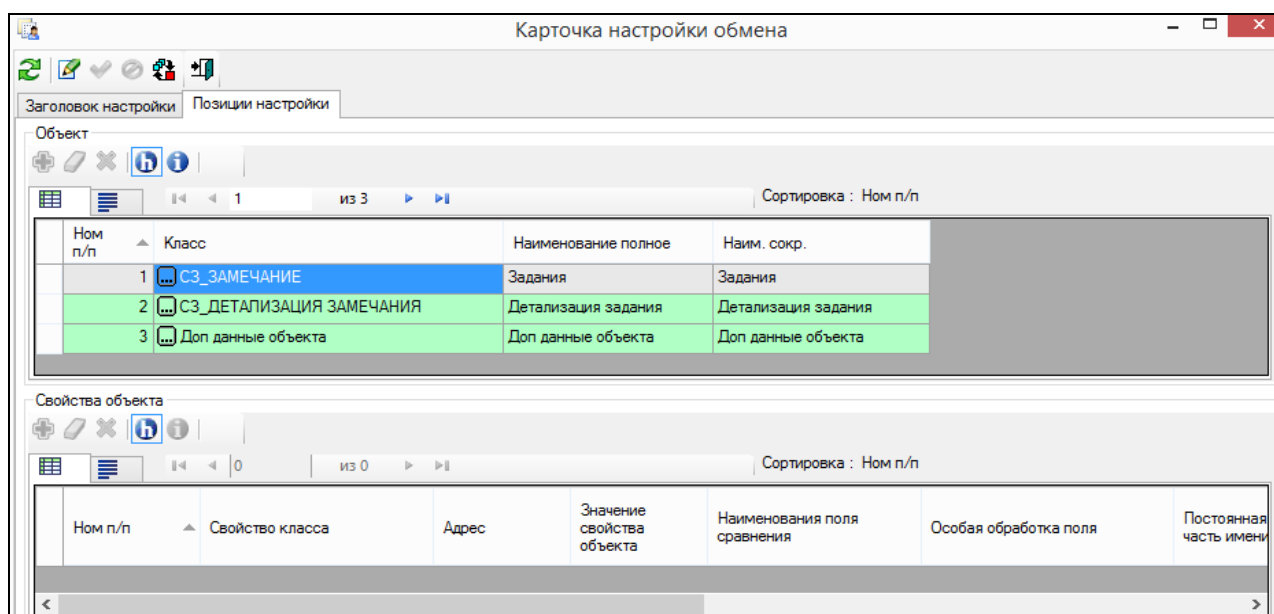 Карточка настройки обмена
Заголовок настройки Позиции настройки
Объект
1 из 3 Сортировка : Ном п/п
Ном п/п Класс Наименование полное Наим. сокр.
1 ... СЗ_ЗАМЕЧАНИЕ Задания Задания
2 ... СЗ_ДЕТАЛИЗАЦИЯ ЗАМЕЧАНИЯ Детализация задания Детализация задания
3 ... Доп данные объекта Доп данные объекта Доп данные объекта
Свойства объекта
0 из 0 Сортировка : Ном п/п
Ном п/п Свойство класса Адрес Значение свойства объекта Наименования поля сравнения Особая обработка поля Постоянная часть имени